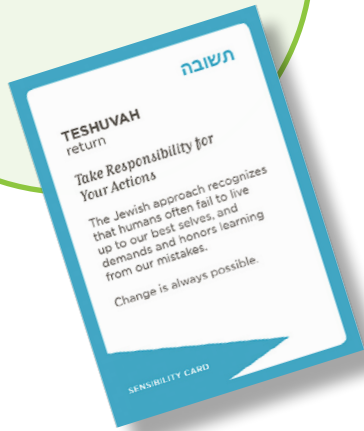 תשובה
TESHUVAH
return
Take Responsibility for
Your Actions
The Jewish approach recognizes
that humans often fail to live
up to our best selves, and
demands and honors learning
from our mistakes.
Change is always possible.
SENSIBILITY CARD